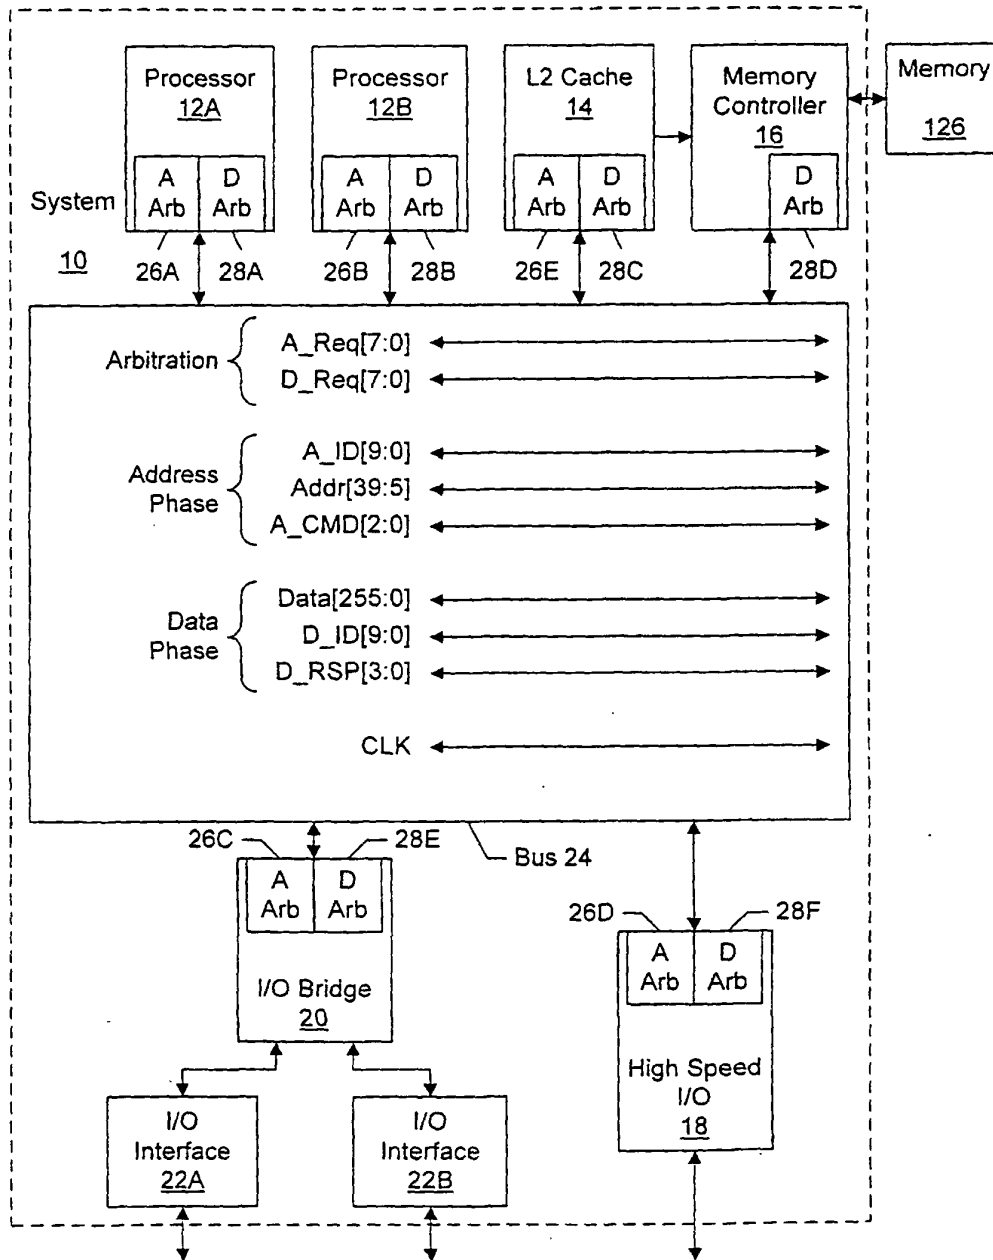 Processor
12A
A
Arb
D
Arb
Processor
12B
A
Arb
D
Arb
L2 Cache
14
A
Arb
D
Arb
Memory
Controller
16
D
Arb
Memory
126
System
10
26A
28A
26B
28B
26E
28C
28D
Arbitration
A_Req[7:0]
D_Req[7:0]
Address
Phase
A_ID[9:0]
Addr[39:5]
A_CMD[2:0]
Data
Phase
Data[255:0]
D_ID[9:0]
D_RSP[3:0]
CLK
26C
28E
Bus 24
A
Arb
D
Arb
I/O Bridge
20
26D
28F
A
Arb
D
Arb
High Speed
I/O
18
I/O
Interface
22A
I/O
Interface
22B